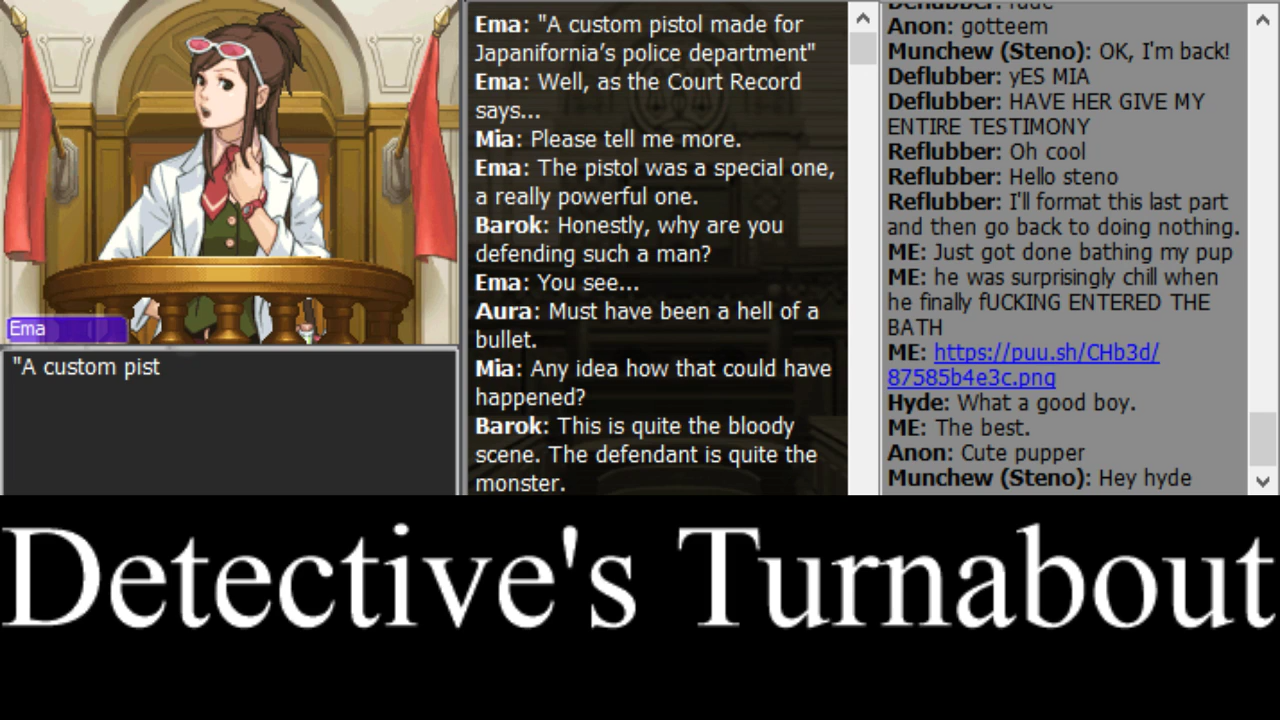 Ema
"A custom pist
Ema: "A custom pistol made for
Japanifornia’s police department"
Ema: Well, as the Court Record
says...
Mia: Please tell me more.
Ema: The pistol was a special one,
a really powerful one.
Barok: Honestly, why are you
defending such a man?
Ema: You see...
Aura: Must have been a hell of a
bullet.
Mia: Any idea how that could have
happened?
Barok: This is quite the bloody
scene. The defendant is quite the
monster.
Anon: gotteem
Munchew (Steno): OK, I'm back!
Deflubber: yES MIA
Deflubber: HAVE HER GIVE MY
ENTIRE TESTIMONY
Reflubber: Oh cool
Reflubber: Hello steno
Reflubber: I'll format this last part
and then go back to doing nothing.
ME: Just got done bathing my pup
ME: he was surprisingly chill when
he finally fUCKING ENTERED THE
BATH
ME: https://puu.sh/CHb3d/
87585b4e3c.png
Hyde: What a good boy.
ME: The best.
Anon: Cute pupper
Munchew (Steno): Hey hyde
Detective's Turnabout